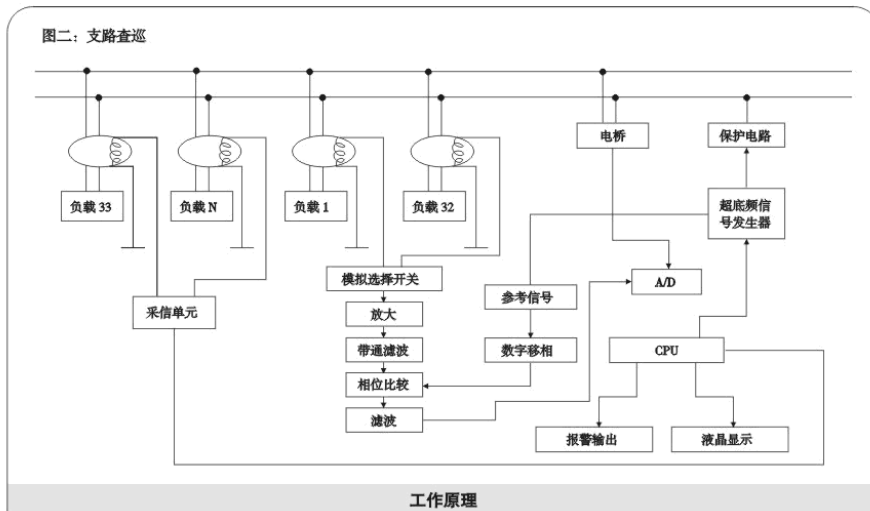 图二：支路查巡
电桥
保护电路
负载 33
负载 N
负载 1
负载 32
超底频信
号发生器
模拟选择开关
A/D
参考信号
采信单元
放大
带通滤波
数字移相
CPU
相位比较
滤波
报警输出
液晶显示
工作原理